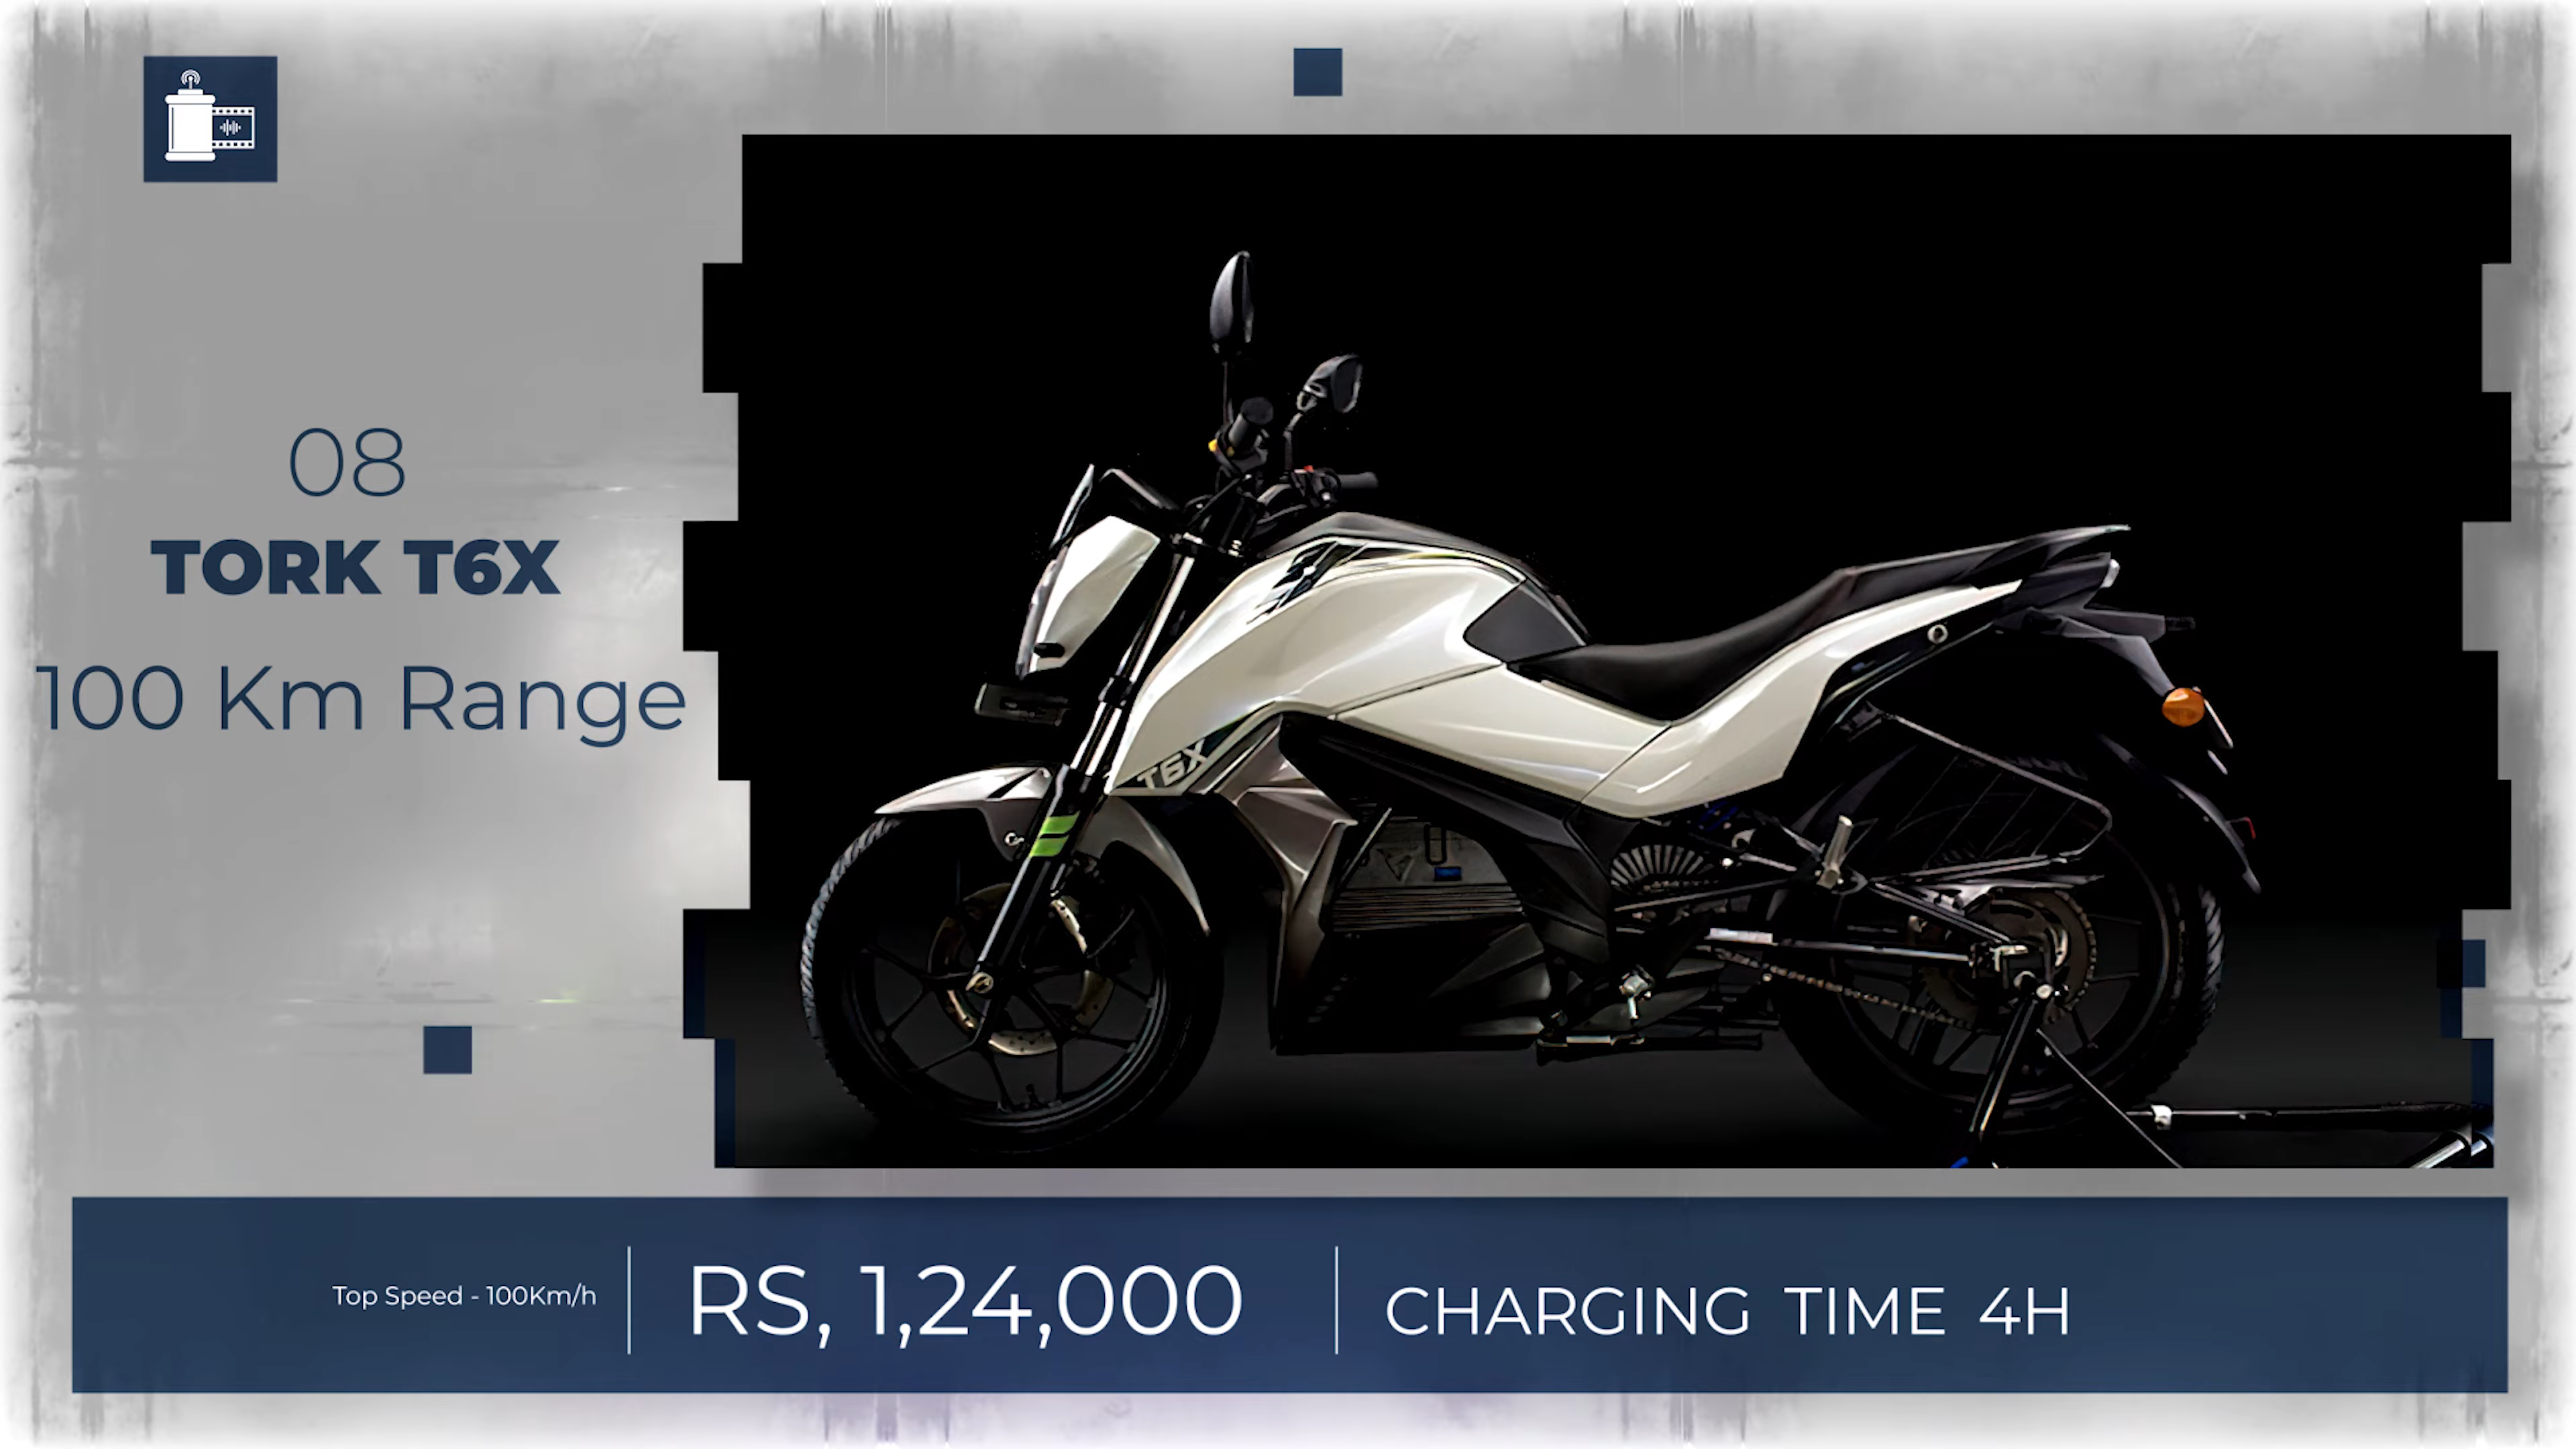 08
TORK T6X
100 Km Range
T6X
Top Speed - 100Km/h
RS, 1,24,000
CHARGING TIME 4H